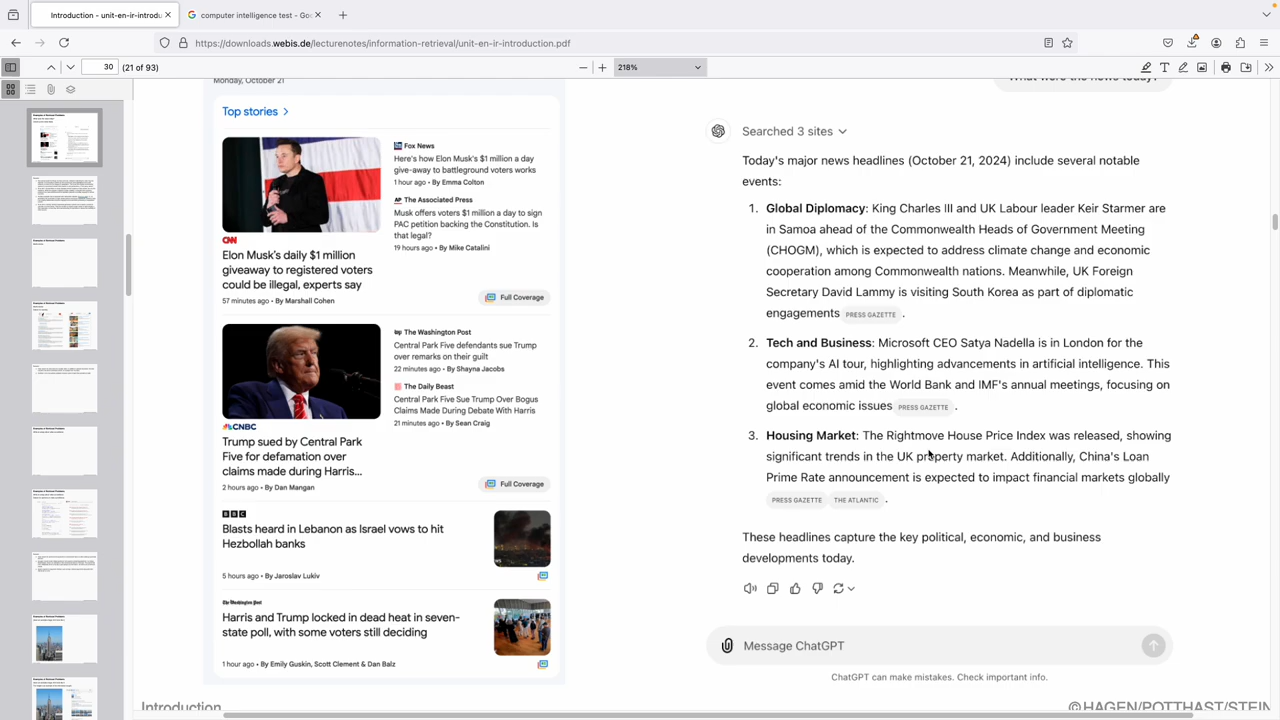 Introduction - unit-en-ir-introdu
computer intelligence test - Go
https://downloads.webis.de/lecturenotes/information-retrieval/unit-en-ir-introduction.pdf
30
(21 of 93)
218%
Monday, October 21
Top stories
Fox News
Here's how Elon Musk's $1 million a
day give-away to battleground voters works
1 hour ago • By Emma Colton
AP The Associated Press
Musk offers voters $1 million a day to sign
PAC petition backing the Constitution. Is
that legal?
19 hours ago • By Mike Catalini
CNN
Elon Musk's daily $1 million
giveaway to registered voters
could be illegal, experts say
57 minutes ago • By Marshall Cohen
Full Coverage
wp The Washington Post
Central Park Five defendants sue Trump
over remarks on their guilt
22 minutes ago • By Shayna Jacobs
The Daily Beast
Central Park Five Sue Trump Over Bogus
Claims Made During Debate With Harris
21 minutes ago • By Sean Craig
CNBC
Trump sued by Central Park
Five for defamation over
claims made during Harris...
2 hours ago • By Dan Mangan
Full Coverage
BBC
Blasts heard in Lebanon as Israel vows to hit
Hezbollah banks
5 hours ago • By Jaroslav Lukiv
The Washington Post
Harris and Trump locked in dead heat in seven-
state poll, with some voters still deciding
1 hour ago • By Emily Guskin, Scott Clement & Dan Balz
What were the news today?
Searched 3 sites
Today's major news headlines (October 21, 2024) include several notable
events:
1. Global Diplomacy: King Charles III and UK Labour leader Keir Starmer are
in Samoa ahead of the Commonwealth Heads of Government Meeting
(CHOGM), which is expected to address climate change and economic
cooperation among Commonwealth nations. Meanwhile, UK Foreign
Secretary David Lammy is visiting South Korea as part of diplomatic
engagements PRESS GAZETTE .
2. Tech and Business: Microsoft CEO Satya Nadella is in London for the
company's AI tour, highlighting advancements in artificial intelligence. This
event comes amid the World Bank and IMF's annual meetings, focusing on
global economic issues PRESS GAZETTE .
3. Housing Market: The Rightmove House Price Index was released, showing
significant trends in the UK property market. Additionally, China's Loan
Prime Rate announcement is expected to impact financial markets globally
PRESS GAZETTE THE ATLANTIC .
These headlines capture the key political, economic, and business
developments today.
Message ChatGPT
ChatGPT can make mistakes. Check important info.
Introduction
©HAGEN/POTTHAST/STEIN